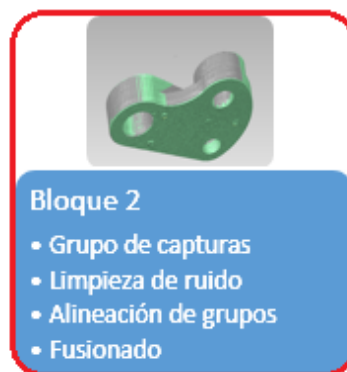 Bloque 2
• Grupo de capturas
• Limpieza de ruido
• Alineación de grupos
• Fusionado